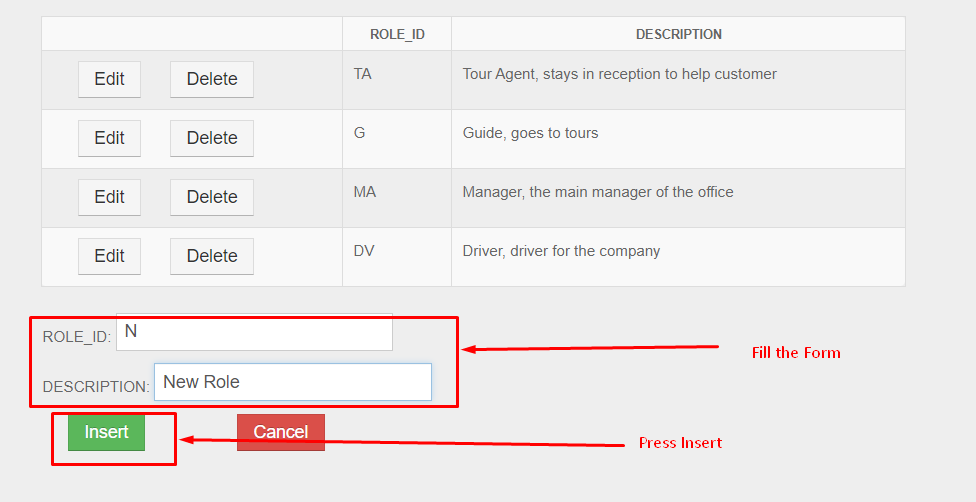 ROLE_ID DESCRIPTION
Edit Delete TA Tour Agent, stays in reception to help customer
Edit Delete G Guide, goes to tours
Edit Delete MA Manager, the main manager of the office
Edit Delete DV Driver, driver for the company
ROLE_ID: N
Fill the Form
DESCRIPTION: New Role
Insert Cancel
Press Insert